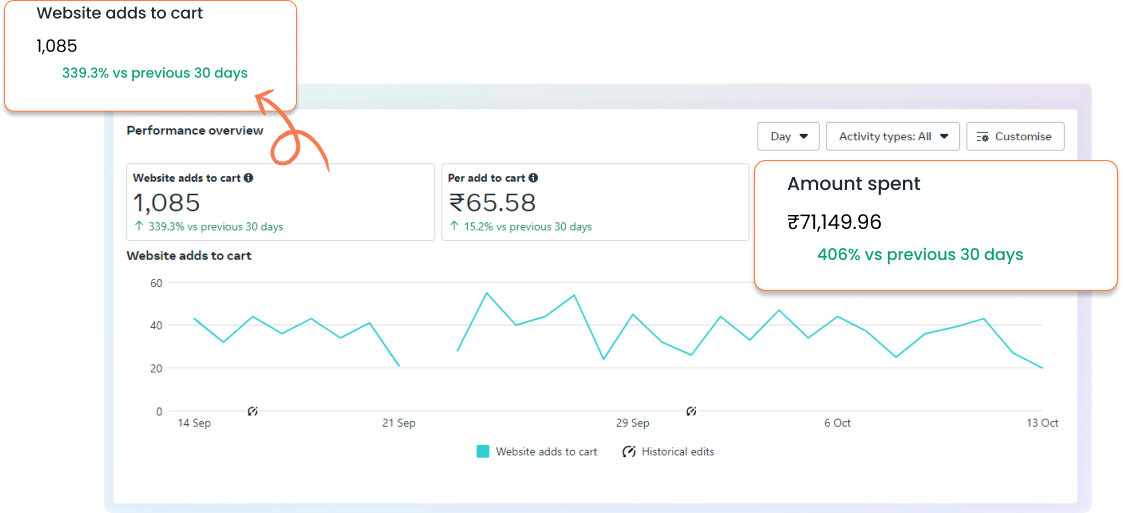 Website adds to cart
1,085
339.3% vs previous 30 days
Performance overview
Day
Activity types: All
Customise
Website adds to cart
1,085
↑ 339.3% vs previous 30 days
Per add to cart
₹65.58
↑ 15.2% vs previous 30 days
Amount spent
₹71,149.96
406% vs previous 30 days
Website adds to cart
60
40
20
0
14 Sep 21 Sep 29 Sep 6 Oct 13 Oct
Website adds to cart Historical edits